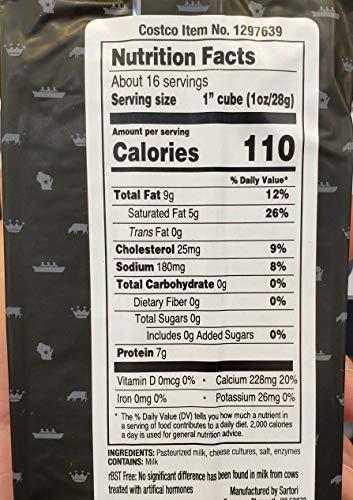 Costco Item No. 1297639
Nutrition Facts
About 16 servings
Serving size 1" cube (1oz/28g)
Amount per serving
Calories 110
% Daily Value*
Total Fat 9g 12%
Saturated Fat 5g 26%
Trans Fat 0g
Cholesterol 25mg 9%
Sodium 180mg 8%
Total Carbohydrate 0g 0%
Dietary Fiber 0g 0%
Total Sugars 0g
Includes 0g Added Sugars 0%
Protein 7g
Vitamin D 0mcg 0% • Calcium 228mg 20%
Iron 0mg 0% • Potassium 26mg 0%
* The % Daily Value (DV) tells you how much a nutrient in
a serving of food contributes to a daily diet. 2,000 calories
a day is used for general nutrition advice.
INGREDIENTS: Pasteurized milk, cheese cultures, salt, enzymes
CONTAINS: Milk
rBST Free: No significant difference has been found in milk from cows
treated with artifical hormones Manufactured by Sartori